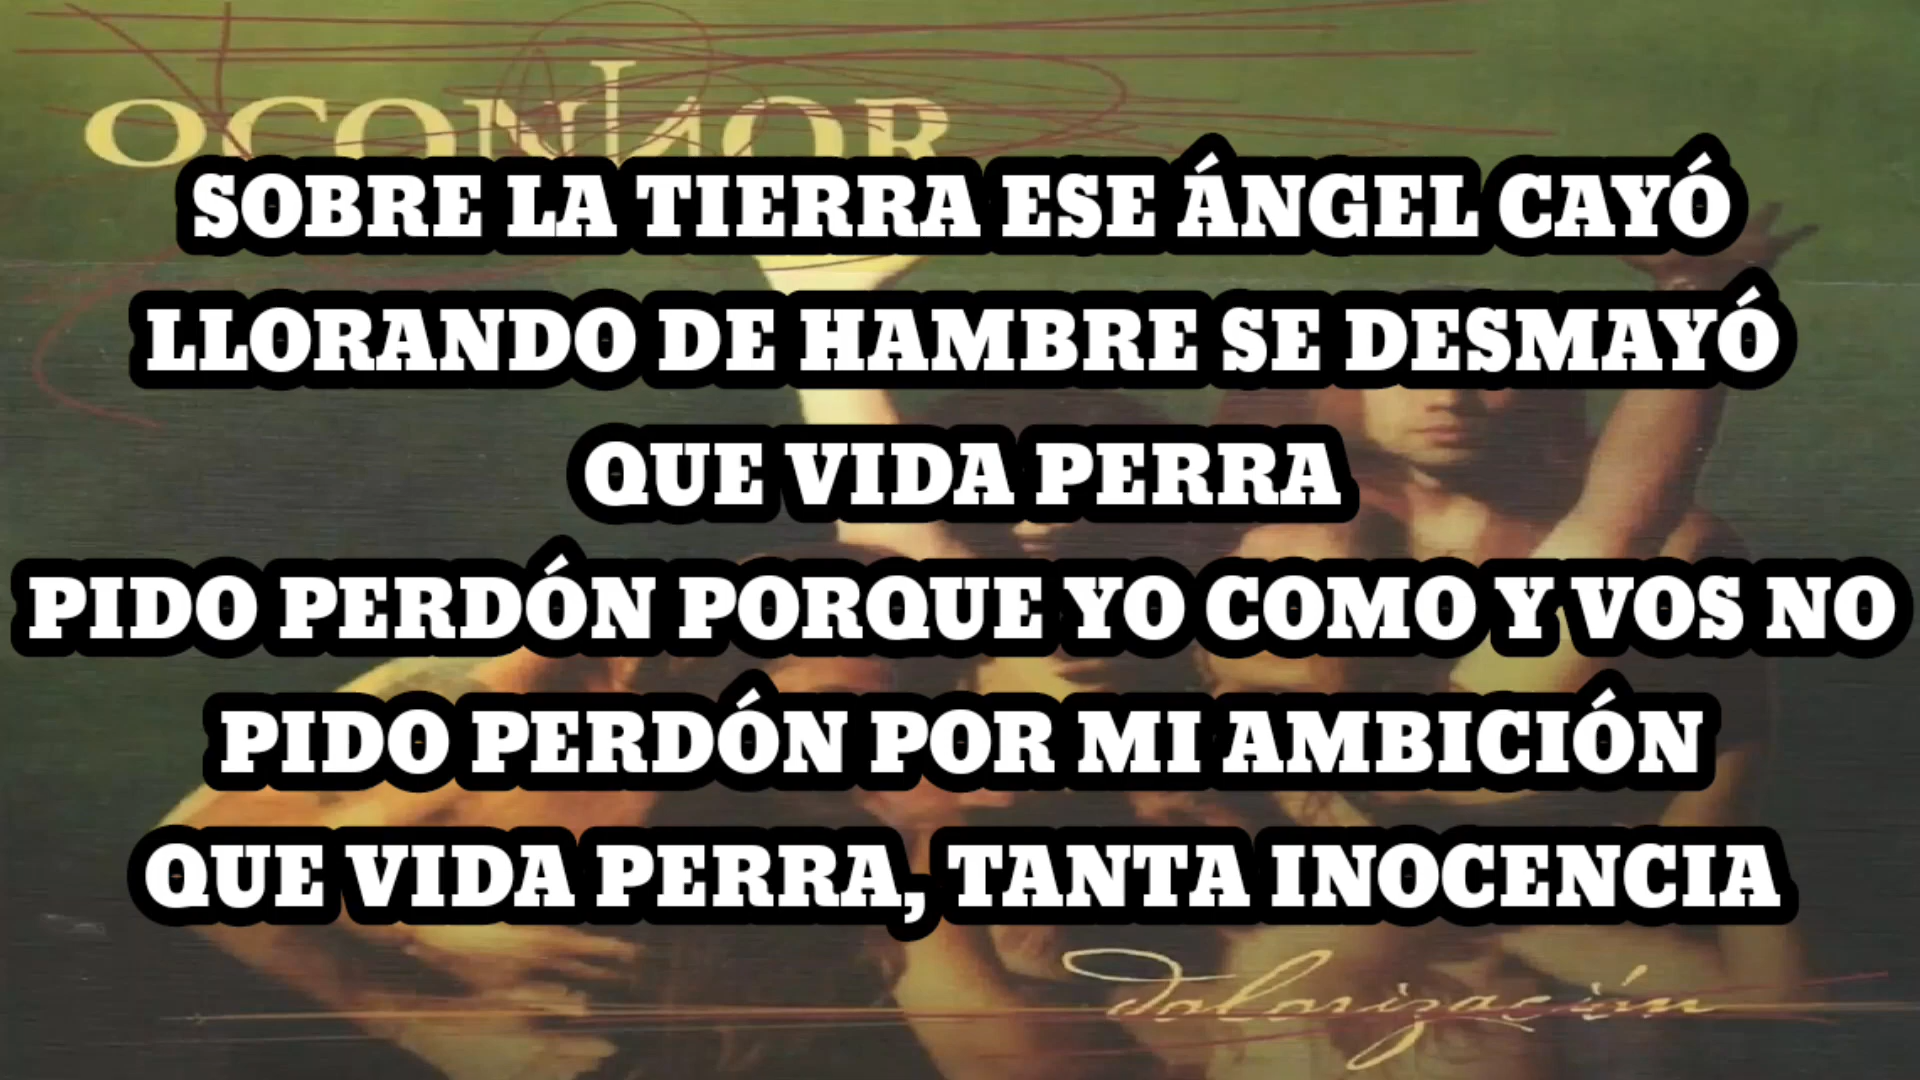 OCONNOR
SOBRE LA TIERRA ESE ÁNGEL CAYÓ
LLORANDO DE HAMBRE SE DESMAYÓ
QUE VIDA PERRA
PIDO PERDÓN PORQUE YO COMO Y VOS NO
PIDO PERDÓN POR MI AMBICIÓN
QUE VIDA PERRA, TANTA INOCENCIA
dolarización